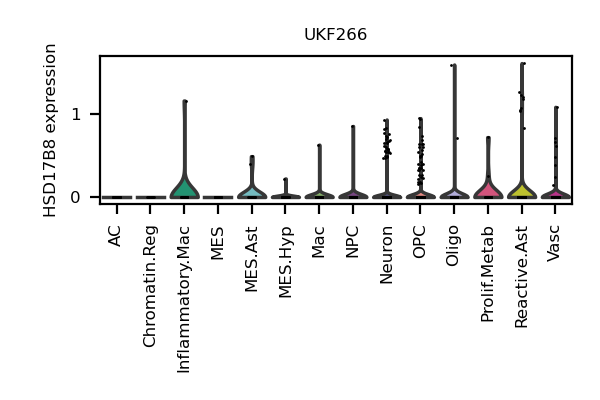 UKF266
HSD17B8 expression
1
0
AC
Chromatin.Reg
Inflammatory.Mac
MES
MES.Ast
MES.Hyp
Mac
NPC
Neuron
OPC
Oligo
Prolif.Metab
Reactive.Ast
Vasc